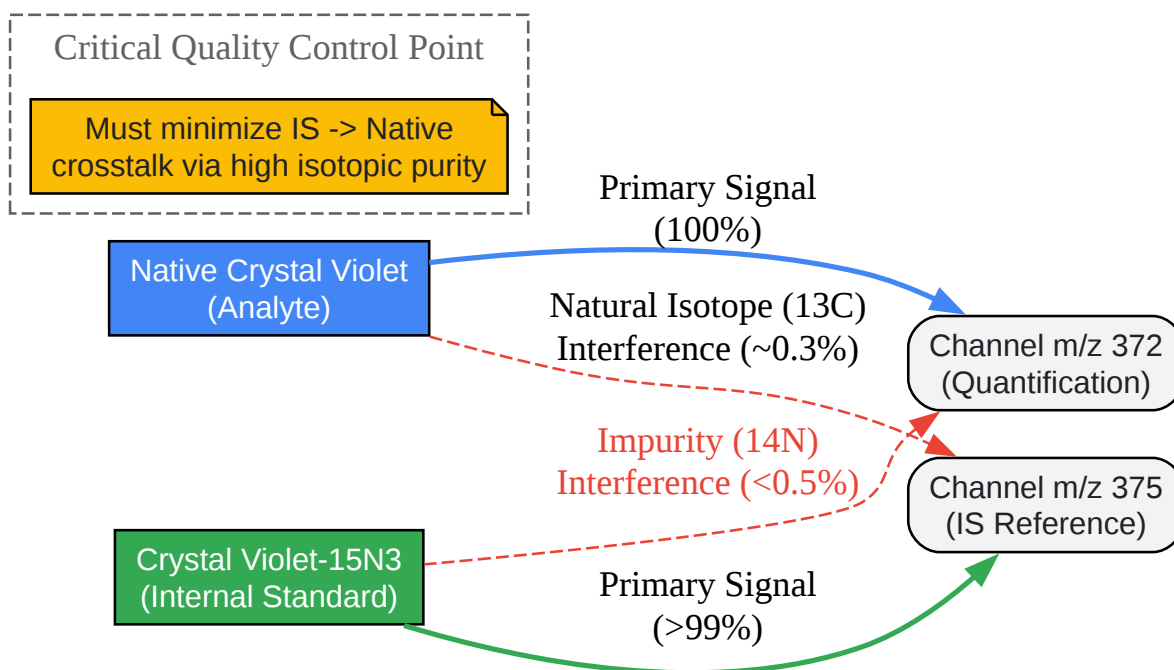 Critical Quality Control Point
Must minimize IS -> Native
crosstalk via high isotopic purity
Primary Signal
(100%)
Native Crystal Violet
(Analyte)
Natural Isotope (13C)
Interference (~0.3%)
Channel m/z 372
(Quantification)
Impurity (14N)
Interference (<0.5%)
Channel m/z 375
(IS Reference)
Crystal Violet-15N3
(Internal Standard)
Primary Signal
(>99%)